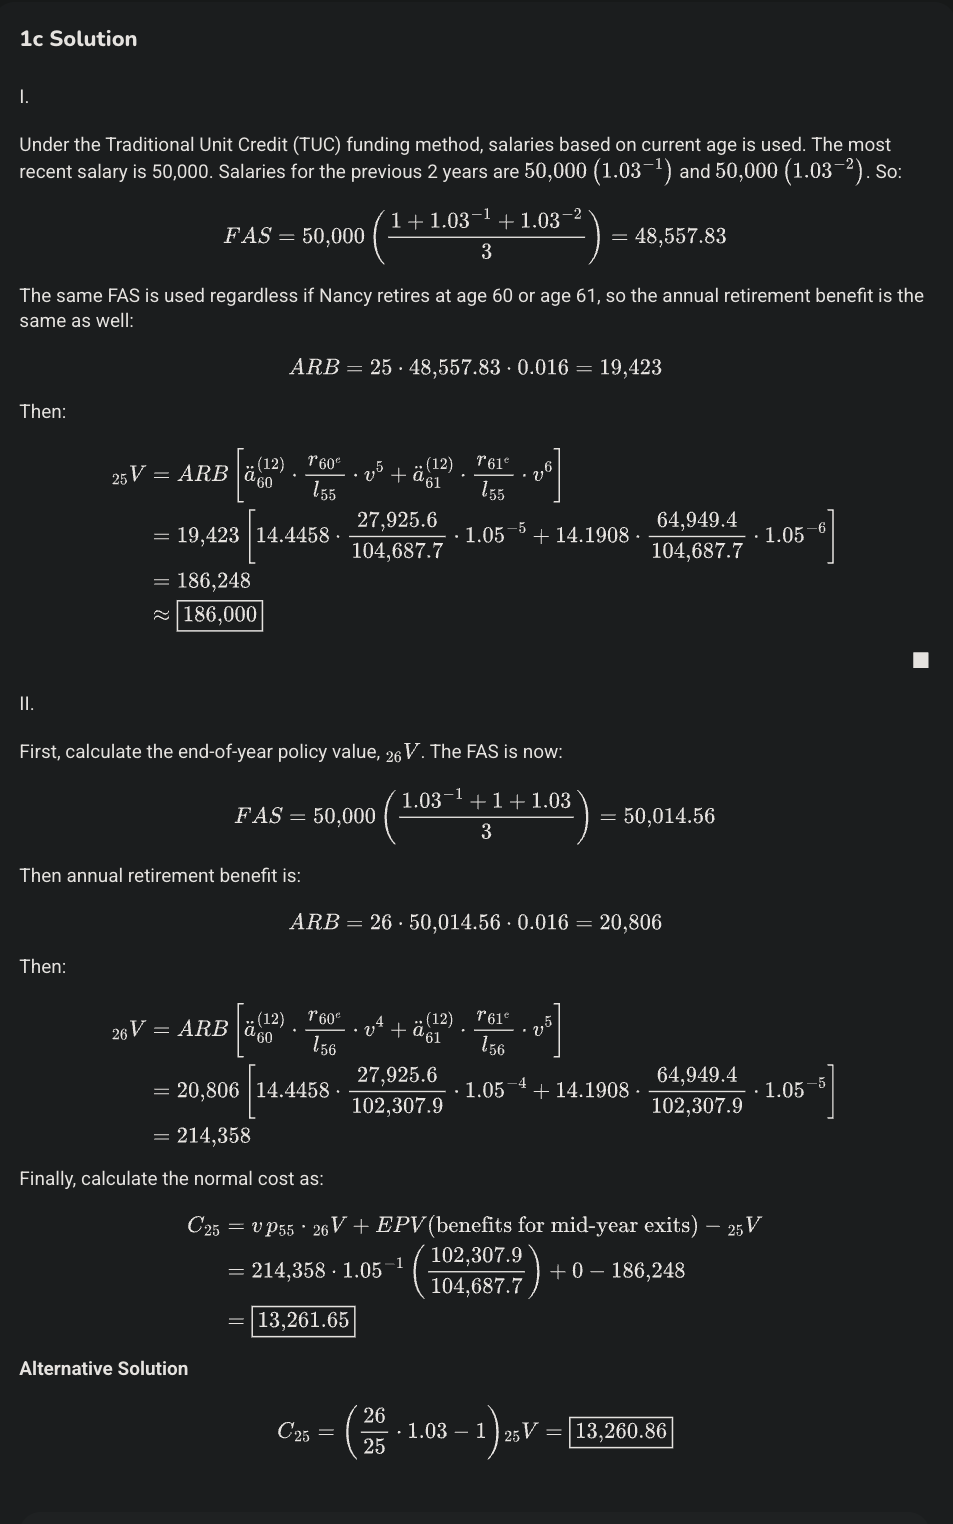 1c Solution
I.
Under the Traditional Unit Credit (TUC) funding method, salaries based on current age is used. The most
recent salary is 50,000. Salaries for the previous 2 years are 50,000 (1.03⁻¹) and 50,000 (1.03⁻²). So:
FAS = 50,000 ( (1 + 1.03⁻¹ + 1.03⁻²) / 3 ) = 48,557.83
The same FAS is used regardless if Nancy retires at age 60 or age 61, so the annual retirement benefit is the
same as well:
ARB = 25 · 48,557.83 · 0.016 = 19,423
Then:
₂₅V = ARB [ ä₆₀^(12) · r₆₀ᵉ / l₅₅ · v⁵ + ä₆₁^(12) · r₆₁ᵉ / l₅₅ · v⁶ ]
= 19,423 [ 14.4458 · 27,925.6 / 104,687.7 · 1.05⁻⁵ + 14.1908 · 64,949.4 / 104,687.7 · 1.05⁻⁶ ]
= 186,248
≈ 186,000
II.
First, calculate the end-of-year policy value, ₂₆V. The FAS is now:
FAS = 50,000 ( (1.03⁻¹ + 1 + 1.03) / 3 ) = 50,014.56
Then annual retirement benefit is:
ARB = 26 · 50,014.56 · 0.016 = 20,806
Then:
₂₆V = ARB [ ä₆₀^(12) · r₆₀ᵉ / l₅₆ · v⁴ + ä₆₁^(12) · r₆₁ᵉ / l₅₆ · v⁵ ]
= 20,806 [ 14.4458 · 27,925.6 / 102,307.9 · 1.05⁻⁴ + 14.1908 · 64,949.4 / 102,307.9 · 1.05⁻⁵ ]
= 214,358
Finally, calculate the normal cost as:
C₂₅ = v p₅₅ · ₂₆V + EPV(benefits for mid-year exits) − ₂₅V
= 214,358 · 1.05⁻¹ ( 102,307.9 / 104,687.7 ) + 0 − 186,248
= 13,261.65
Alternative Solution
C₂₅ = ( 26 / 25 · 1.03 − 1 ) ₂₅V = 13,260.86